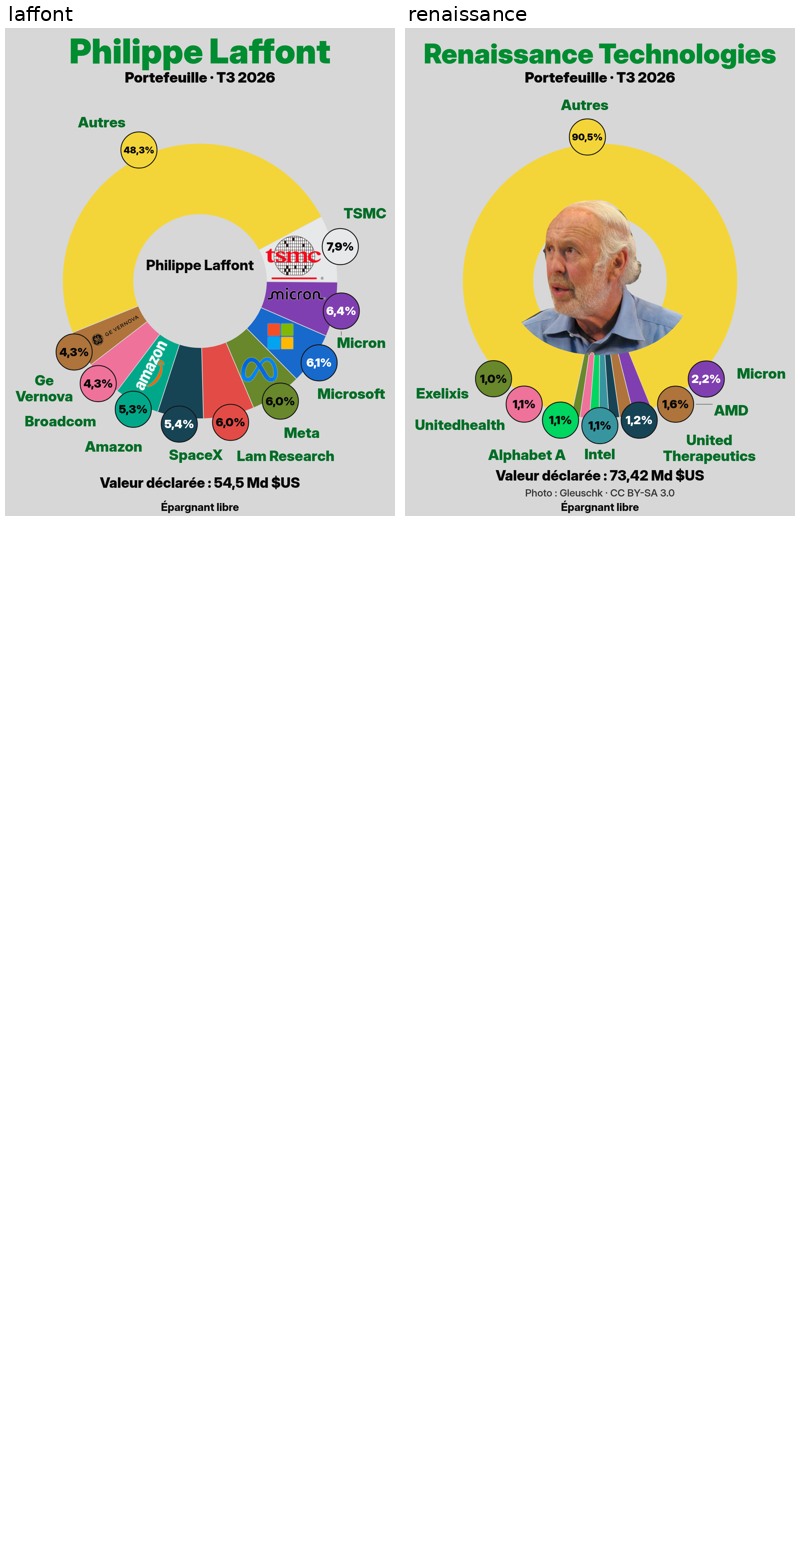 laffont
Philippe Laffont
Portefeuille · T3 2026
Autres
48,3%
TSMC
7,9%
tsmc
Philippe Laffont
micron
6,4%
Micron
6,1%
Microsoft
6,0%
Meta
6,0%
Lam Research
5,4%
SpaceX
amazon
5,3%
Amazon
4,3%
Broadcom
GE VERNOVA
4,3%
Ge
Vernova
Valeur déclarée : 54,5 Md $US
Épargnant libre
renaissance
Renaissance Technologies
Portefeuille · T3 2026
Autres
90,5%
2,2%
Micron
1,6%
AMD
1,2%
United
Therapeutics
1,1%
Intel
1,1%
Alphabet A
1,1%
Unitedhealth
1,0%
Exelixis
Valeur déclarée : 73,42 Md $US
Photo : Gleuschk · CC BY-SA 3.0
Épargnant libre